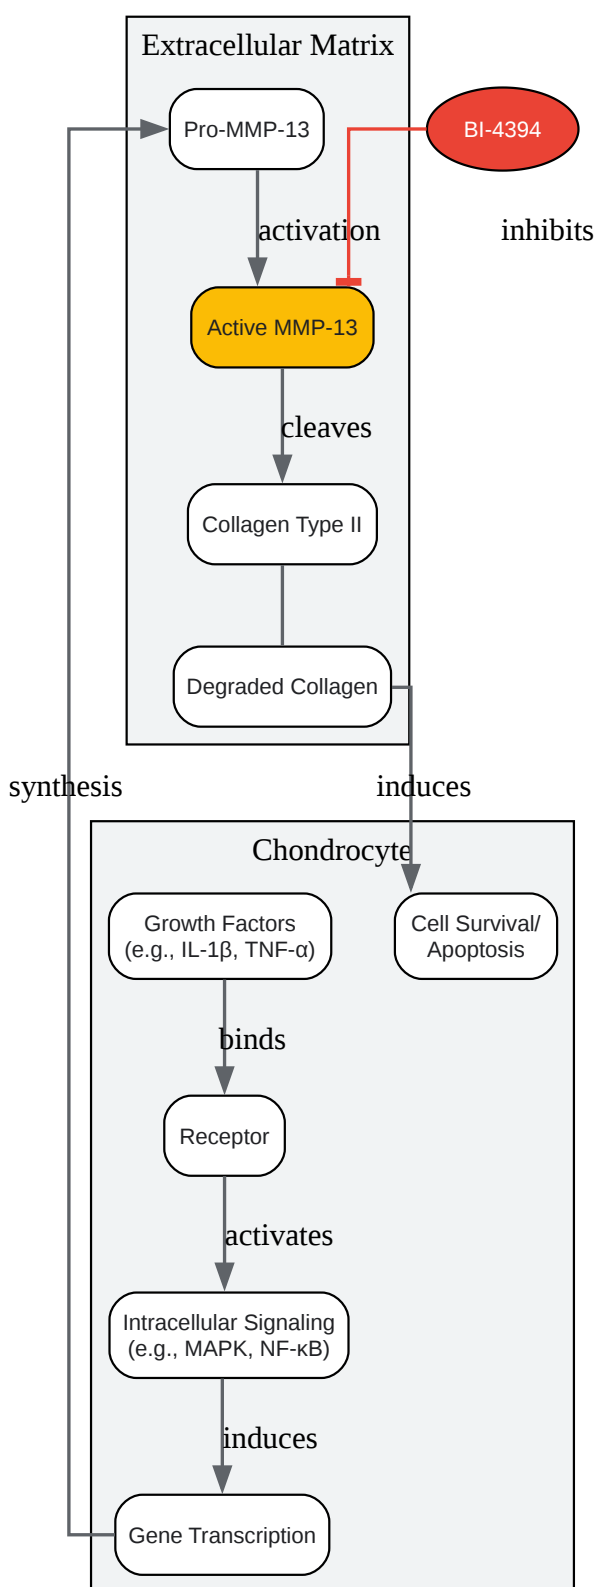 Extracellular Matrix
Pro-MMP-13
BI-4394
activation
inhibits
Active MMP-13
cleaves
Collagen Type II
Degraded Collagen
synthesis
induces
Chondrocyte
Growth Factors
(e.g., IL-1β, TNF-α)
Cell Survival/
Apoptosis
binds
Receptor
activates
Intracellular Signaling
(e.g., MAPK, NF-κB)
induces
Gene Transcription